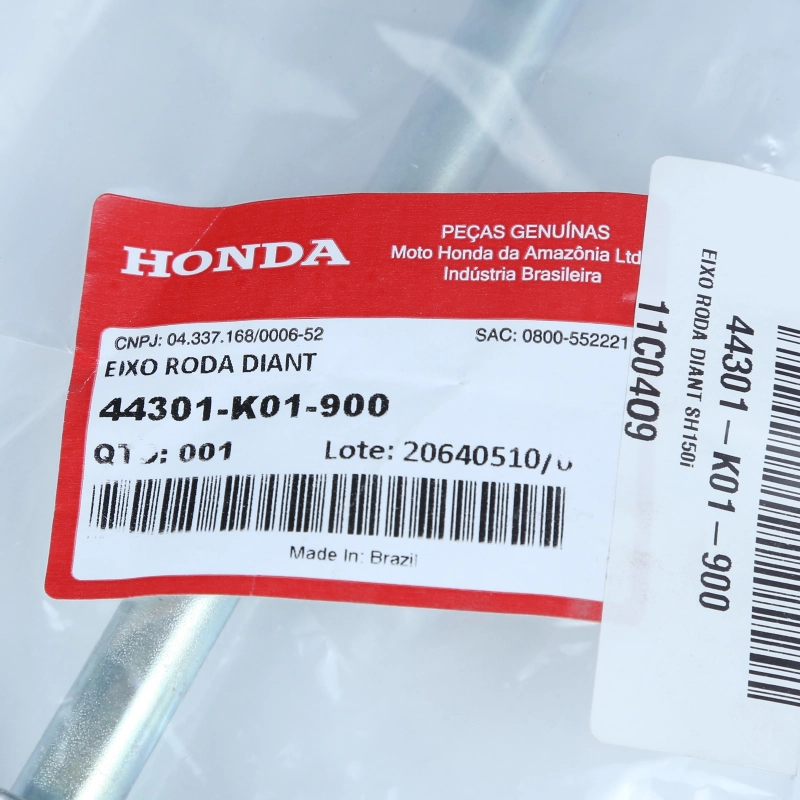 HONDA
PEÇAS GENUÍNAS
Moto Honda da Amazônia Ltd
Indústria Brasileira
CNPJ: 04.337.168/0006-52
SAC: 0800-552221
EIXO RODA DIANT
44301-K01-900
: 001
Lote: 20640510/
Made In: Brazil
EIXO RODA DIANT SH150i
44301-K01-900
11C04O9